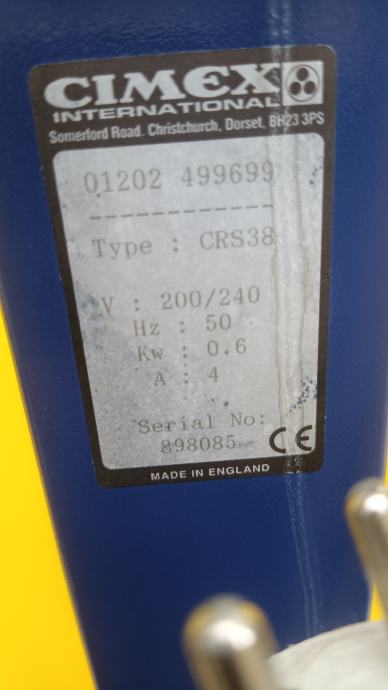 CIMEX
INTERNATIONAL
Somerford Road. Christchurch, Dorset, BH23 3PS
01202 499699
------------
Type : CRS38
V : 200/240
Hz : 50
Kw : 0.6
A : 4
Serial No:
898085
CE
MADE IN ENGLAND